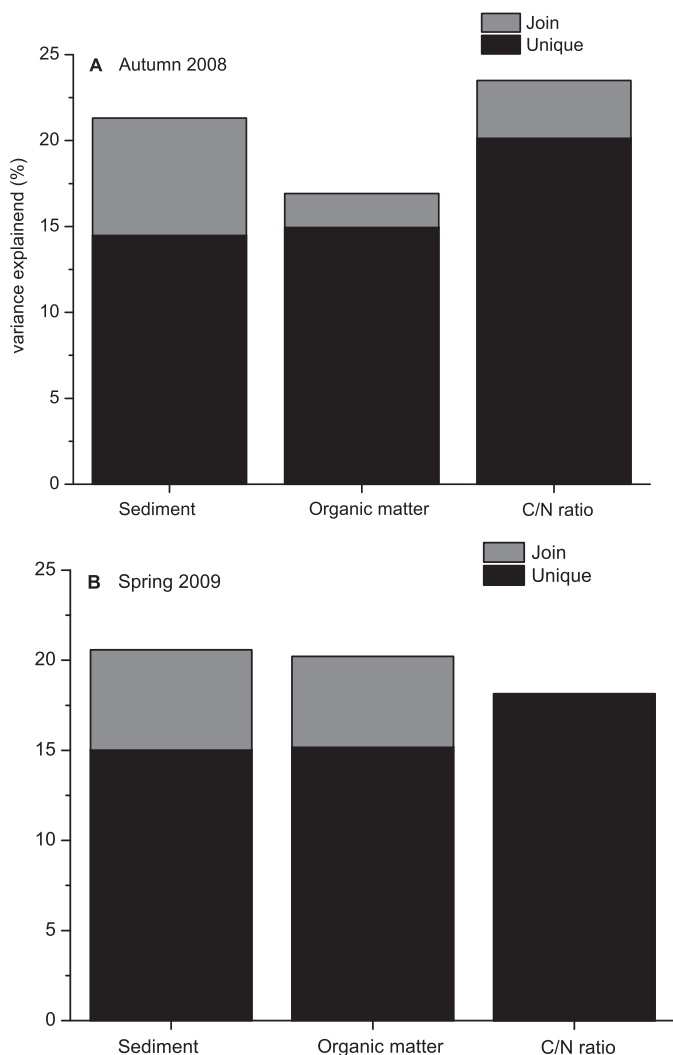 Join
Unique
A Autumn 2008
25
20
15
10
5
0
variance explainend (%)
Sediment Organic matter C/N ratio
Join
Unique
B Spring 2009
25
20
15
10
5
0
Sediment Organic matter C/N ratio